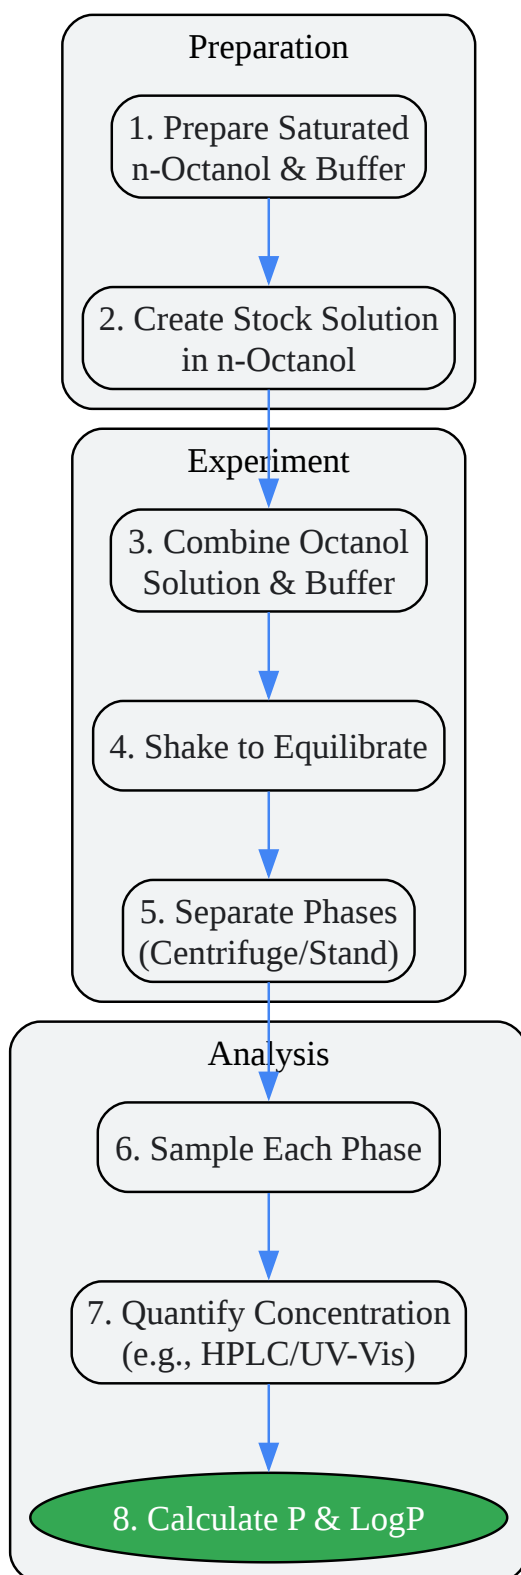 Preparation
1. Prepare Saturated
n-Octanol & Buffer
2. Create Stock Solution
in n-Octanol
Experiment
3. Combine Octanol
Solution & Buffer
4. Shake to Equilibrate
5. Separate Phases
(Centrifuge/Stand)
Analysis
6. Sample Each Phase
7. Quantify Concentration
(e.g., HPLC/UV-Vis)
8. Calculate P & LogP